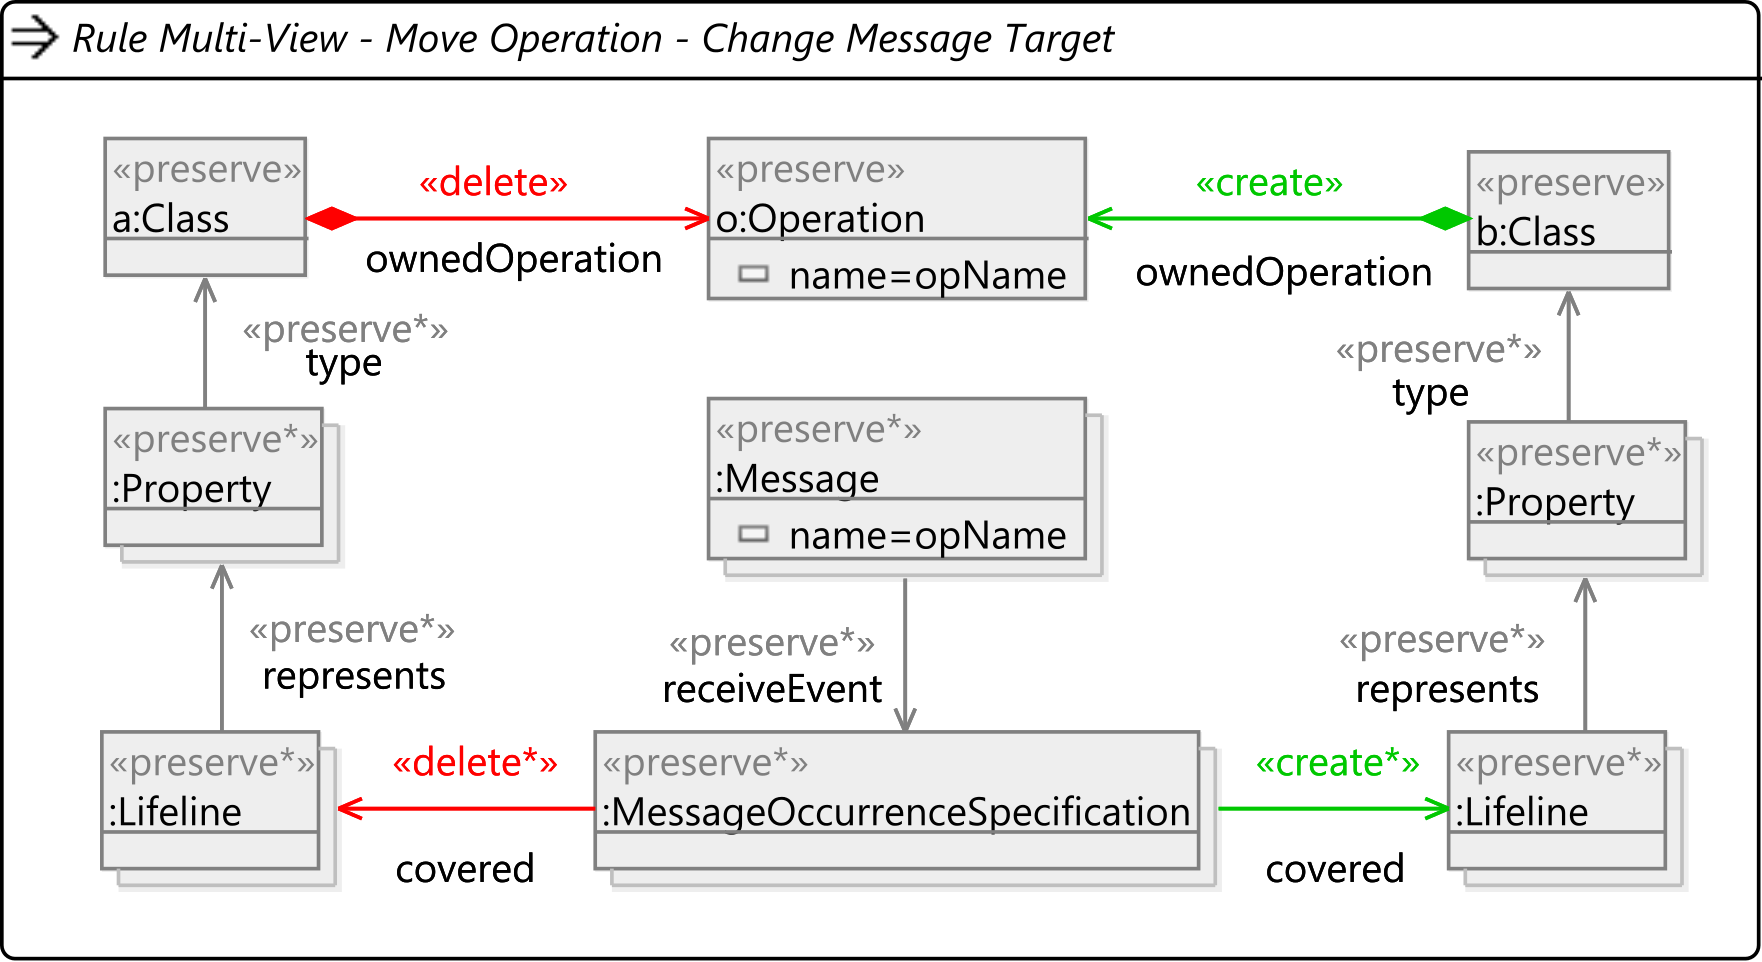 Rule Multi-View - Move Operation - Change Message Target
«preserve»
a:Class
«delete»
ownedOperation
«preserve»
o:Operation
name=opName
«create»
ownedOperation
«preserve»
b:Class
«preserve*»
type
«preserve*»
type
«preserve*»
:Property
«preserve*»
:Message
name=opName
«preserve*»
:Property
«preserve*»
represents
«preserve*»
receiveEvent
«preserve*»
represents
«preserve*»
:Lifeline
«delete*»
covered
«preserve*»
:MessageOccurrenceSpecification
«create*»
covered
«preserve*»
:Lifeline